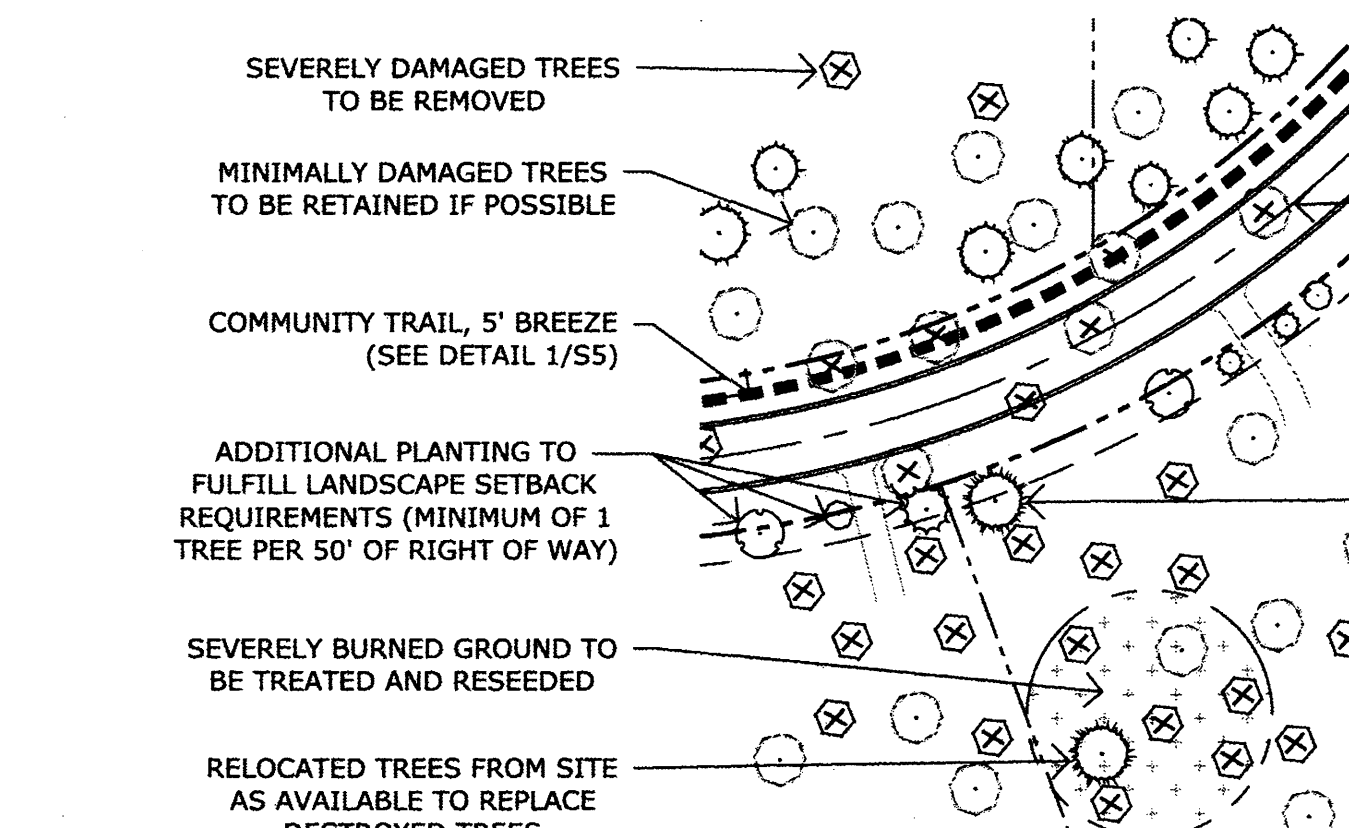 SEVERELY DAMAGED TREES
TO BE REMOVED
MINIMALLY DAMAGED TREES
TO BE RETAINED IF POSSIBLE
COMMUNITY TRAIL, 5' BREEZE
(SEE DETAIL 1/S5)
ADDITIONAL PLANTING TO
FULFILL LANDSCAPE SETBACK
REQUIREMENTS (MINIMUM OF 1
TREE PER 50' OF RIGHT OF WAY)
SEVERELY BURNED GROUND TO
BE TREATED AND RESEEDED
RELOCATED TREES FROM SITE
AS AVAILABLE TO REPLACE
DESTROYED TREES